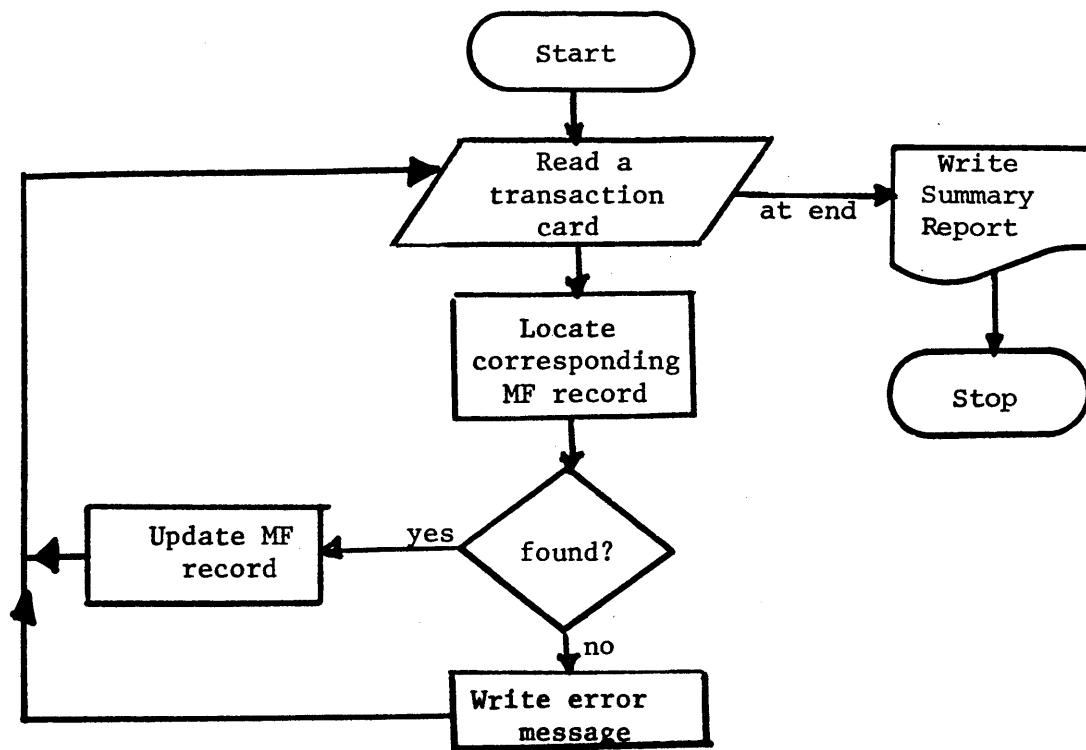 Start
Read a
transaction
card
at end
Write
Summary
Report
Stop
Locate
corresponding
MF record
found?
yes
Update MF
record
no
Write error
message